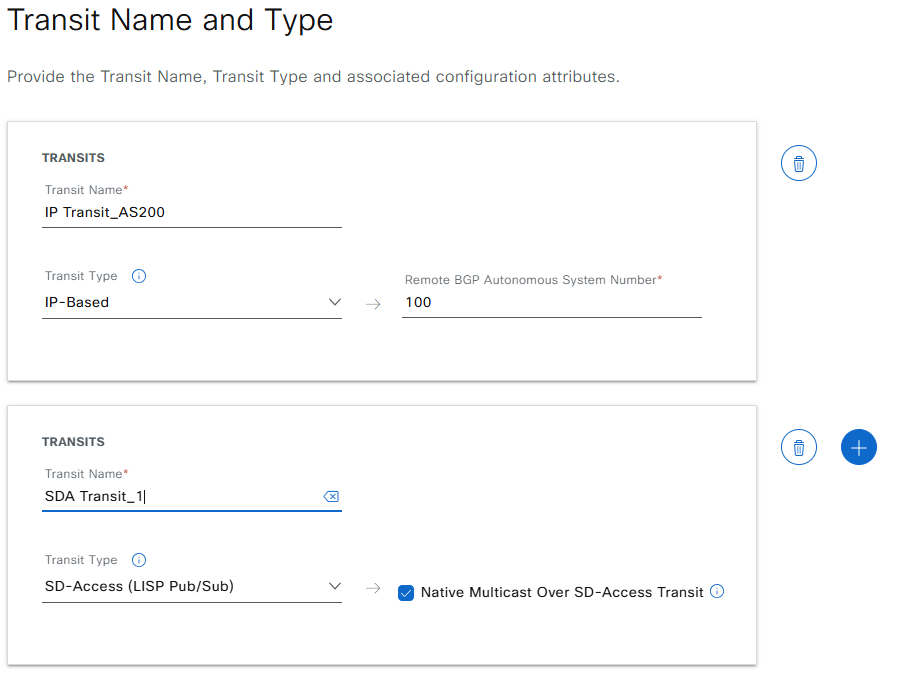 Transit Name and Type
Provide the Transit Name, Transit Type and associated configuration attributes.
TRANSITS
Transit Name*
IP Transit_AS200
Transit Type
Remote BGP Autonomous System Number*
IP-Based
100
TRANSITS
Transit Name*
SDA Transit_1
Transit Type
SD-Access (LISP Pub/Sub)
Native Multicast Over SD-Access Transit